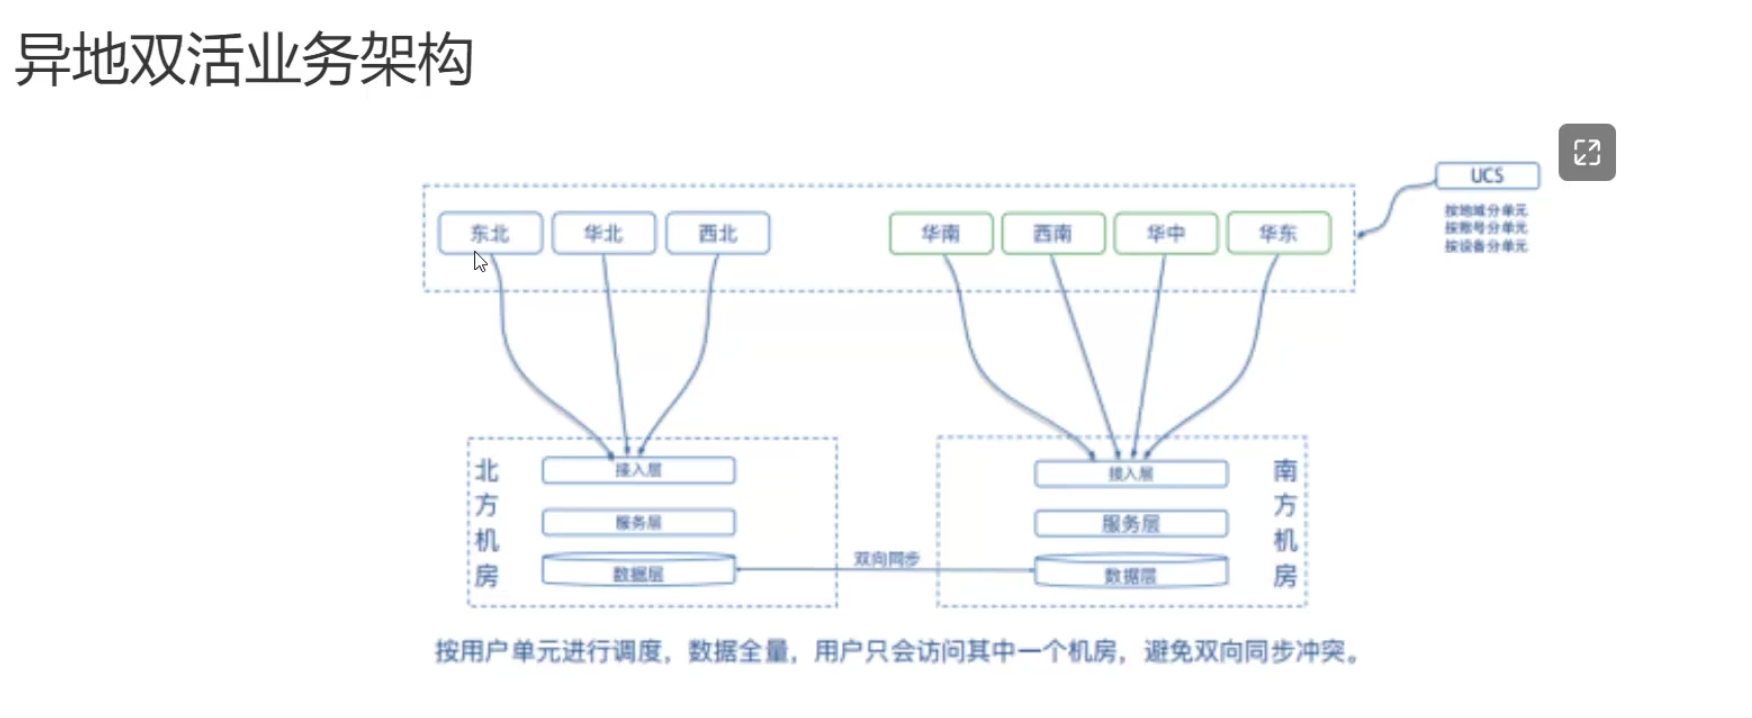 异地双活业务架构
UCS
按地域分单元
按账号分单元
按设备分单元
东北 华北 西北 华南 西南 华中 华东
北方机房
接入层
服务层
数据层
双向同步
南方机房
接入层
服务层
数据层
按用户单元进行调度，数据全量，用户只会访问其中一个机房，避免双向同步冲突。